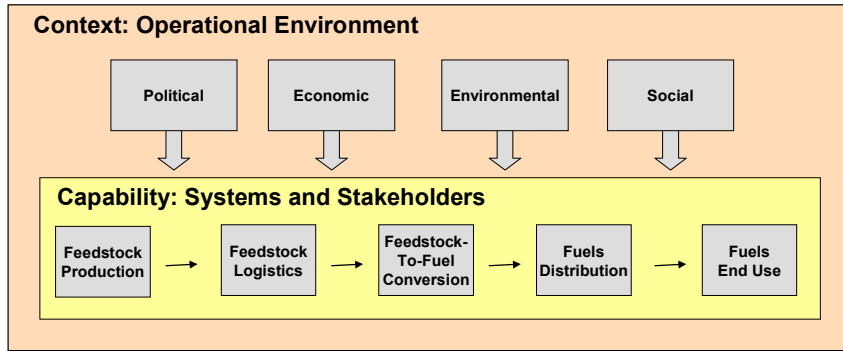 Context: Operational Environment
Political
Economic
Environmental
Social
Capability: Systems and Stakeholders
Feedstock
Production
Feedstock
Logistics
Feedstock-
To-Fuel
Conversion
Fuels
Distribution
Fuels
End Use